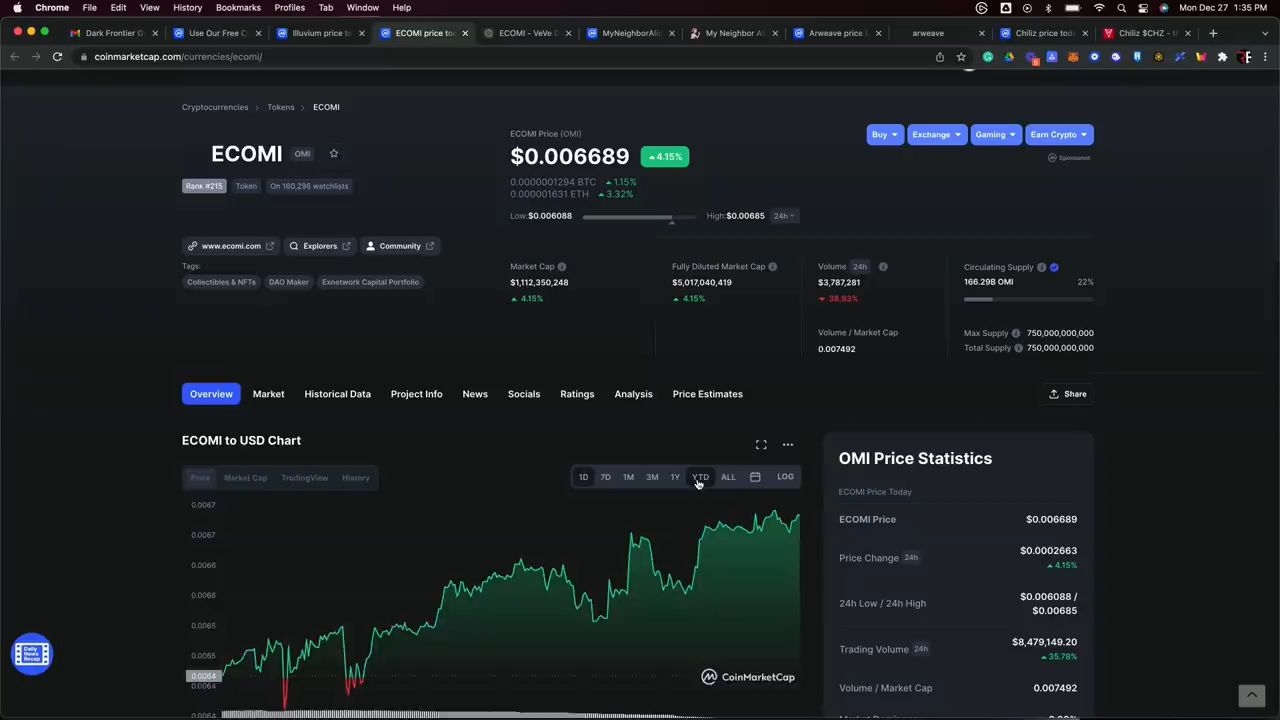 Chrome File Edit View History Bookmarks Profiles Tab Window Help Mon Dec 27 1:35 PM
Dark Frontier G Use Our Free C Illuvium price to ECOMI price to ECOMI - VeVe D MyNeighborAli My Neighbor A Arweave price arweave Chiliz price toda Chiliz $CHZ - t
coinmarketcap.com/currencies/ecomi/
Cryptocurrencies > Tokens > ECOMI
ECOMI OMI
Rank #215 Token On 160,296 watchlists
www.ecomi.com Explorers Community
Tags:
Collectibles & NFTs DAO Maker Exnetwork Capital Portfolio
ECOMI Price (OMI)
$0.006689 4.15%
0.0000001294 BTC 1.15%
0.000001631 ETH 3.32%
Low:$0.006088 High:$0.00685 24h
Buy Exchange Gaming Earn Crypto
Sponsored
Market Cap
$1,112,350,248
4.15%
Fully Diluted Market Cap
$5,017,040,419
4.15%
Volume 24h
$3,787,281
38.93%
Volume / Market Cap
0.007492
Circulating Supply
166.29B OMI 22%
Max Supply 750,000,000,000
Total Supply 750,000,000,000
Overview Market Historical Data Project Info News Socials Ratings Analysis Price Estimates Share
ECOMI to USD Chart
Price Market Cap TradingView History 1D 7D 1M 3M 1Y YTD ALL LOG
0.0067
0.0067
0.0066
0.0066
0.0065
0.0065
0.0064
0.0064
0.0064
CoinMarketCap
OMI Price Statistics
ECOMI Price Today
ECOMI Price $0.006689
Price Change 24h $0.0002663
4.15%
24h Low / 24h High $0.006088 /
$0.00685
Trading Volume 24h $8,479,149.20
35.78%
Volume / Market Cap 0.007492
Daily
News
Recap